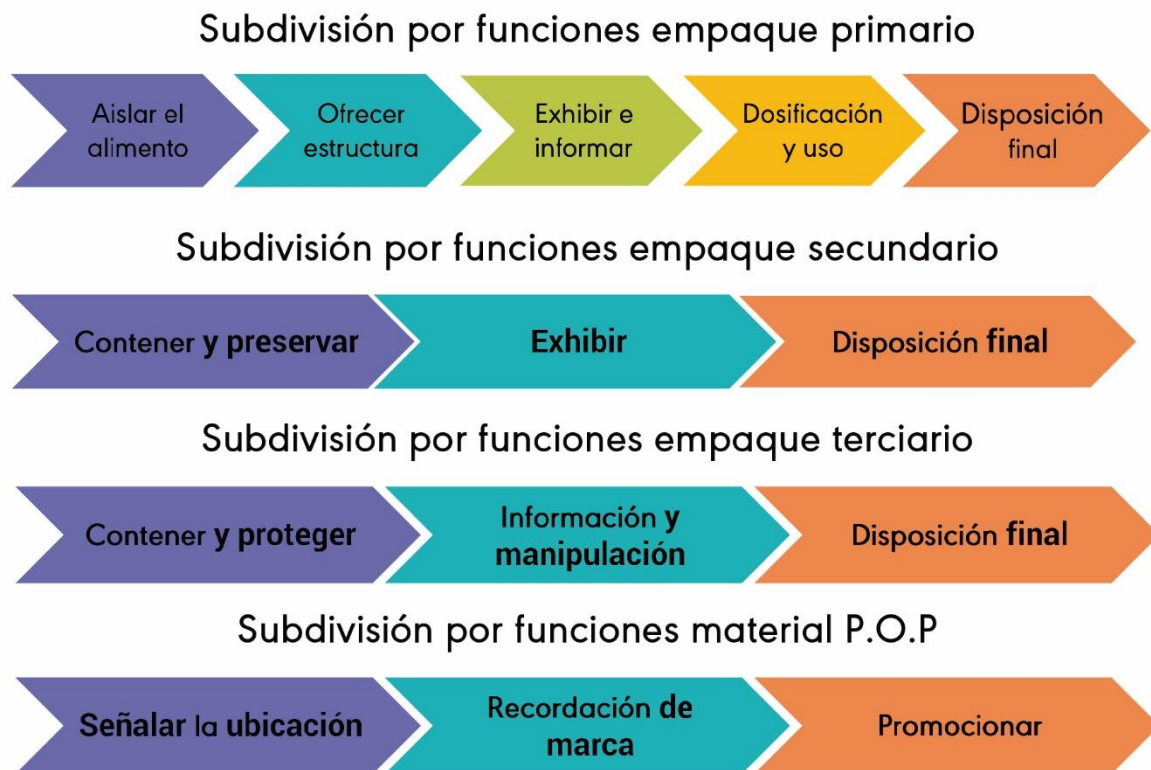 Subdivisión por funciones empaque primario
Aislar el
alimento
Ofrecer
estructura
Exhibir e
informar
Dosificación
y uso
Disposición
final
Subdivisión por funciones empaque secundario
Contener y preservar
Exhibir
Disposición final
Subdivisión por funciones empaque terciario
Contener y proteger
Información y
manipulación
Disposición final
Subdivisión por funciones material P.O.P
Señalar la ubicación
Recordación de
marca
Promocionar